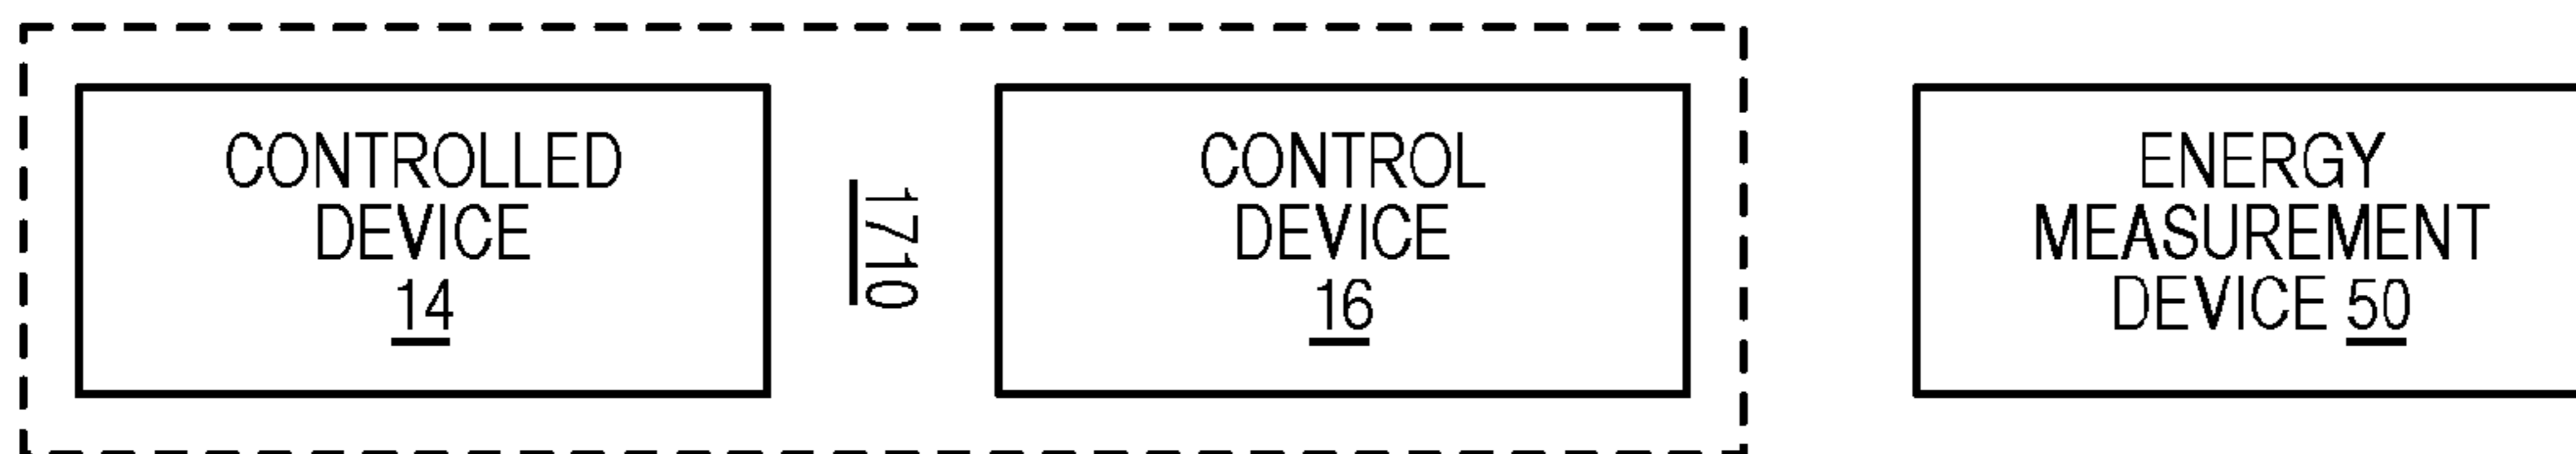 CONTROLLED
DEVICE
14
1710
CONTROL
DEVICE
16
ENERGY
MEASUREMENT
DEVICE 50